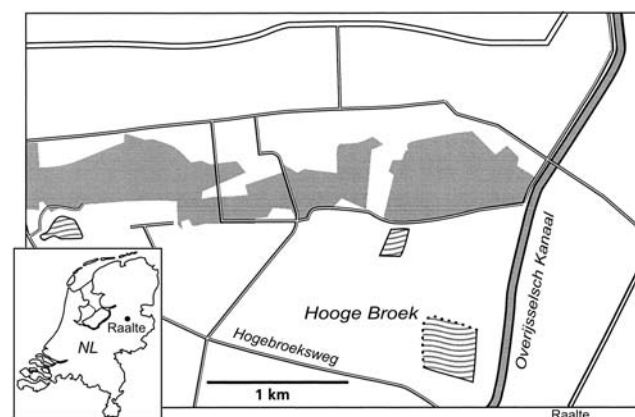 Hooge Broek
Hogebroeksweg
1 km
Overijsselsch Kanaal
Raalte
NL
Raalte